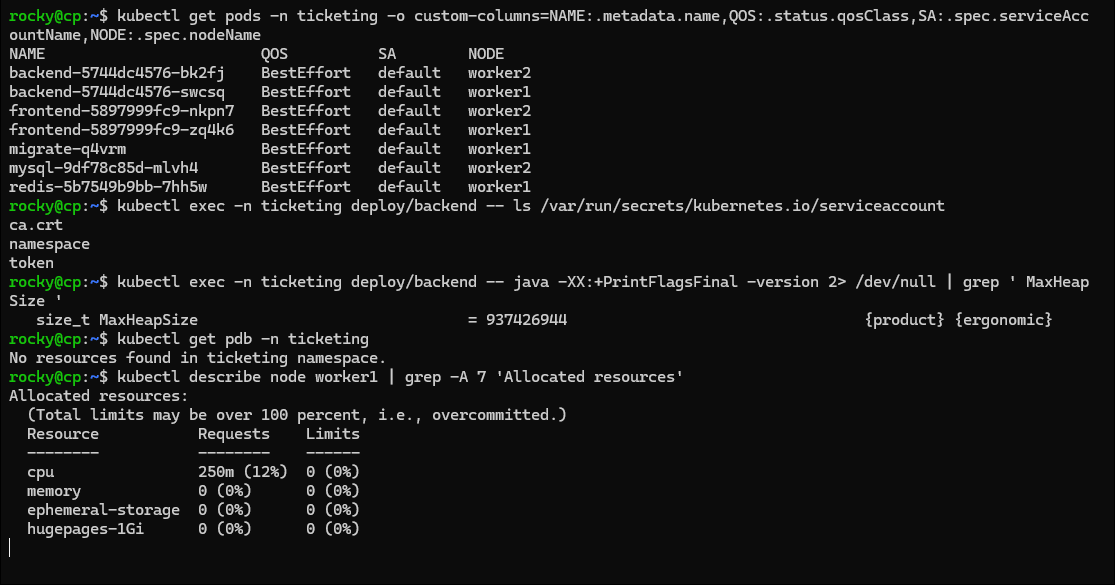 rocky@cp:~$ kubectl get pods -n ticketing -o custom-columns=NAME:.metadata.name,QOS:.status.qosClass,SA:.spec.serviceAcc
ountName,NODE:.spec.nodeName
NAME                        QOS          SA        NODE
backend-5744dc4576-bk2fj    BestEffort   default   worker2
backend-5744dc4576-swcsq    BestEffort   default   worker1
frontend-5897999fc9-nkpn7   BestEffort   default   worker2
frontend-5897999fc9-zq4k6   BestEffort   default   worker1
migrate-q4vrm               BestEffort   default   worker1
mysql-9df78c85d-mlvh4       BestEffort   default   worker2
redis-5b7549b9bb-7hh5w      BestEffort   default   worker1
rocky@cp:~$ kubectl exec -n ticketing deploy/backend -- ls /var/run/secrets/kubernetes.io/serviceaccount
ca.crt
namespace
token
rocky@cp:~$ kubectl exec -n ticketing deploy/backend -- java -XX:+PrintFlagsFinal -version 2> /dev/null | grep ' MaxHeap
Size '
   size_t MaxHeapSize                              = 937426944                                 {product} {ergonomic}
rocky@cp:~$ kubectl get pdb -n ticketing
No resources found in ticketing namespace.
rocky@cp:~$ kubectl describe node worker1 | grep -A 7 'Allocated resources'
Allocated resources:
  (Total limits may be over 100 percent, i.e., overcommitted.)
  Resource           Requests    Limits
  --------           --------    ------
  cpu                250m (12%)  0 (0%)
  memory             0 (0%)      0 (0%)
  ephemeral-storage  0 (0%)      0 (0%)
  hugepages-1Gi      0 (0%)      0 (0%)